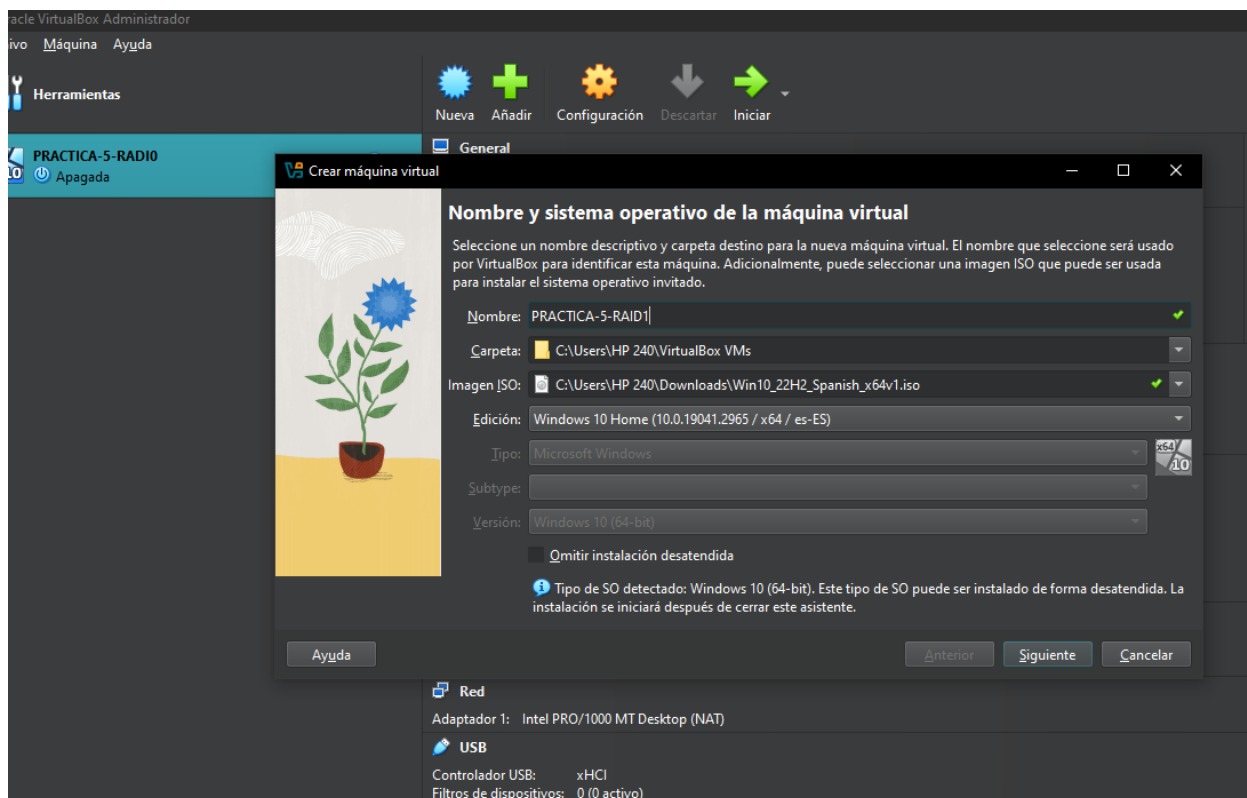 racle VirtualBox Administrador
ivo Máquina Ayuda
Herramientas
Nueva Añadir Configuración Descartar Iniciar
PRACTICA-5-RADI0
Apagada
General
Crear máquina virtual
Nombre y sistema operativo de la máquina virtual
Seleccione un nombre descriptivo y carpeta destino para la nueva máquina virtual. El nombre que seleccione será usado
por VirtualBox para identificar esta máquina. Adicionalmente, puede seleccionar una imagen ISO que puede ser usada
para instalar el sistema operativo invitado.
Nombre: PRACTICA-5-RAID1
Carpeta: C:\Users\HP 240\VirtualBox VMs
Imagen ISO: C:\Users\HP 240\Downloads\Win10_22H2_Spanish_x64v1.iso
Edición: Windows 10 Home (10.0.19041.2965 / x64 / es-ES)
Tipo: Microsoft Windows
x64
10
Subtype:
Versión: Windows 10 (64-bit)
Omitir instalación desatendida
Tipo de SO detectado: Windows 10 (64-bit). Este tipo de SO puede ser instalado de forma desatendida. La
instalación se iniciará después de cerrar este asistente.
Ayuda Anterior Siguiente Cancelar
Red
Adaptador 1: Intel PRO/1000 MT Desktop (NAT)
USB
Controlador USB: xHCI
Filtros de dispositivos: 0 (0 activo)